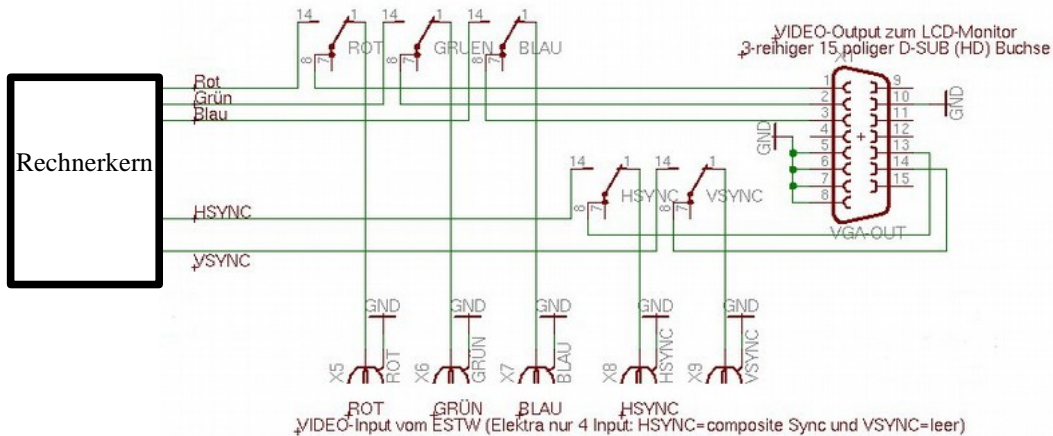 VIDEO-Output zum LCD-Monitor
3-reihiger 15 poliger D-SUB (HD) Buchse
14 1 14 1 14 1
ROT GRUEN BLAU
8 7 8 7 8 7
X1
Rot
Grün
Blau
Rechnerkern
1 9
2 10
3 11
4 12
5 13
6 14
7 15
8
GND
GND
VGA-OUT
14 1 14 1
HSYNC VSYNC
8 7 8 7
HSYNC
VSYNC
GND GND GND GND GND
X5 ROT X6 GRÜN X7 BLAU X8 HSYNC X9 VSYNC
ROT GRÜN BLAU HSYNC
VIDEO-Input vom ESTW (Elektra nur 4 Input: HSYNC=composite Sync und VSYNC=leer)